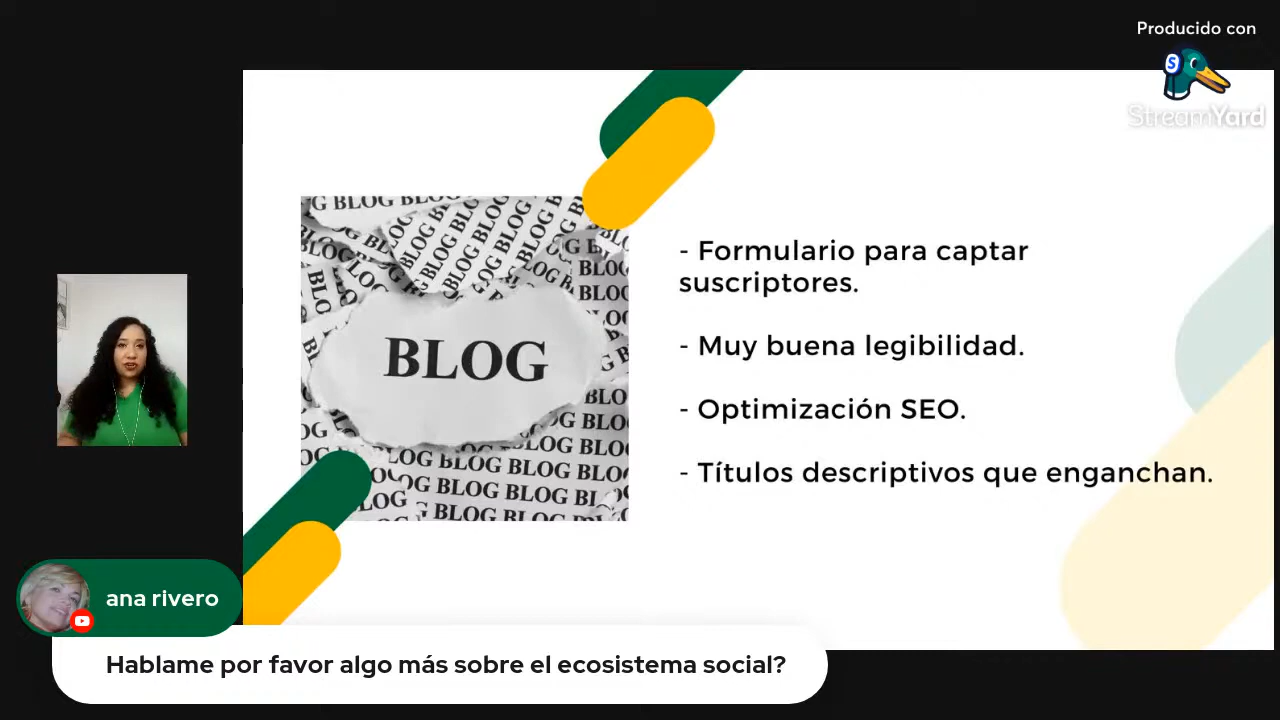 Producido con
StreamYard
BLOG
- Formulario para captar
suscriptores.
- Muy buena legibilidad.
- Optimización SEO.
- Títulos descriptivos que enganchan.
ana rivero
Hablame por favor algo más sobre el ecosistema social?